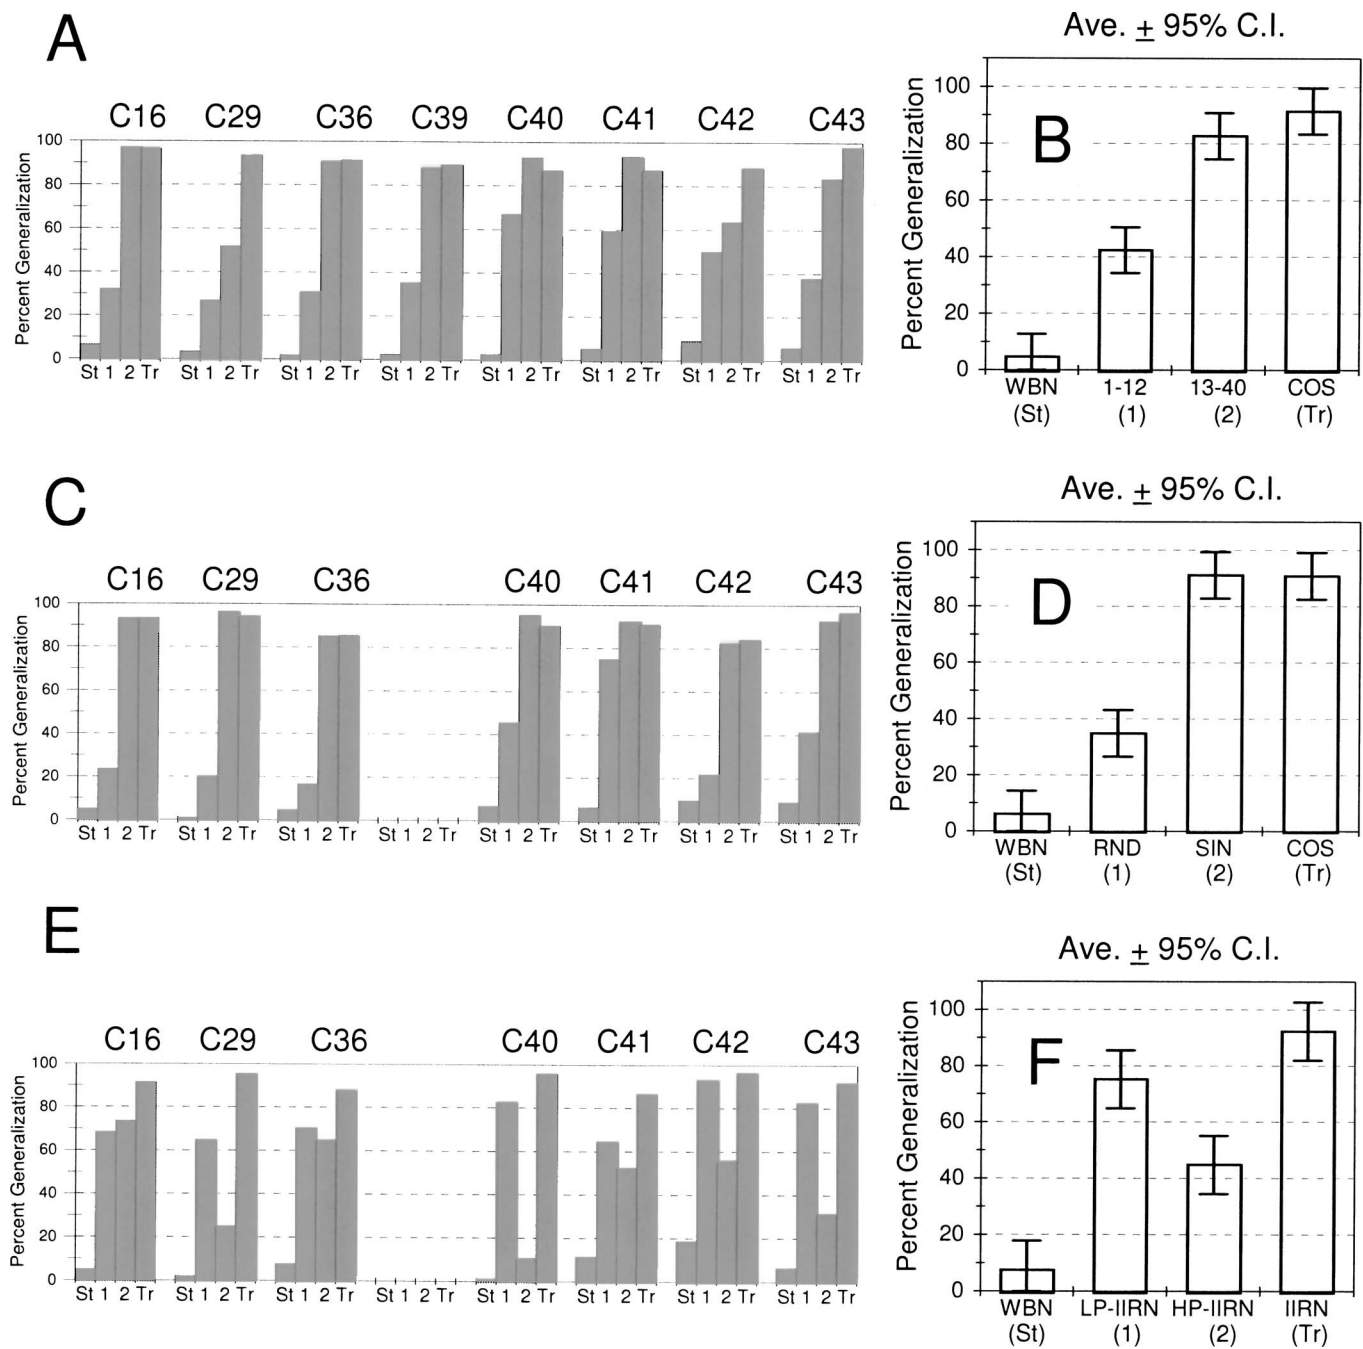 A
Ave. ± 95% C.I.
C16 C29 C36 C39 C40 C41 C42 C43
Percent Generalization
100
80
60
40
20
0
St 1 2 Tr St 1 2 Tr St 1 2 Tr St 1 2 Tr St 1 2 Tr St 1 2 Tr St 1 2 Tr St 1 2 Tr
B
Percent Generalization
100
80
60
40
20
0
WBN 1-12 13-40 COS
(St) (1) (2) (Tr)
C
Ave. ± 95% C.I.
C16 C29 C36 C40 C41 C42 C43
Percent Generalization
100
80
60
40
20
0
St 1 2 Tr St 1 2 Tr St 1 2 Tr St 1 2 Tr St 1 2 Tr St 1 2 Tr St 1 2 Tr St 1 2 Tr
D
Percent Generalization
100
80
60
40
20
0
WBN RND SIN COS
(St) (1) (2) (Tr)
E
Ave. ± 95% C.I.
C16 C29 C36 C40 C41 C42 C43
Percent Generalization
100
80
60
40
20
0
St 1 2 Tr St 1 2 Tr St 1 2 Tr St 1 2 Tr St 1 2 Tr St 1 2 Tr St 1 2 Tr St 1 2 Tr
F
Percent Generalization
100
80
60
40
20
0
WBN LP-IIRN HP-IIRN IIRN
(St) (1) (2) (Tr)